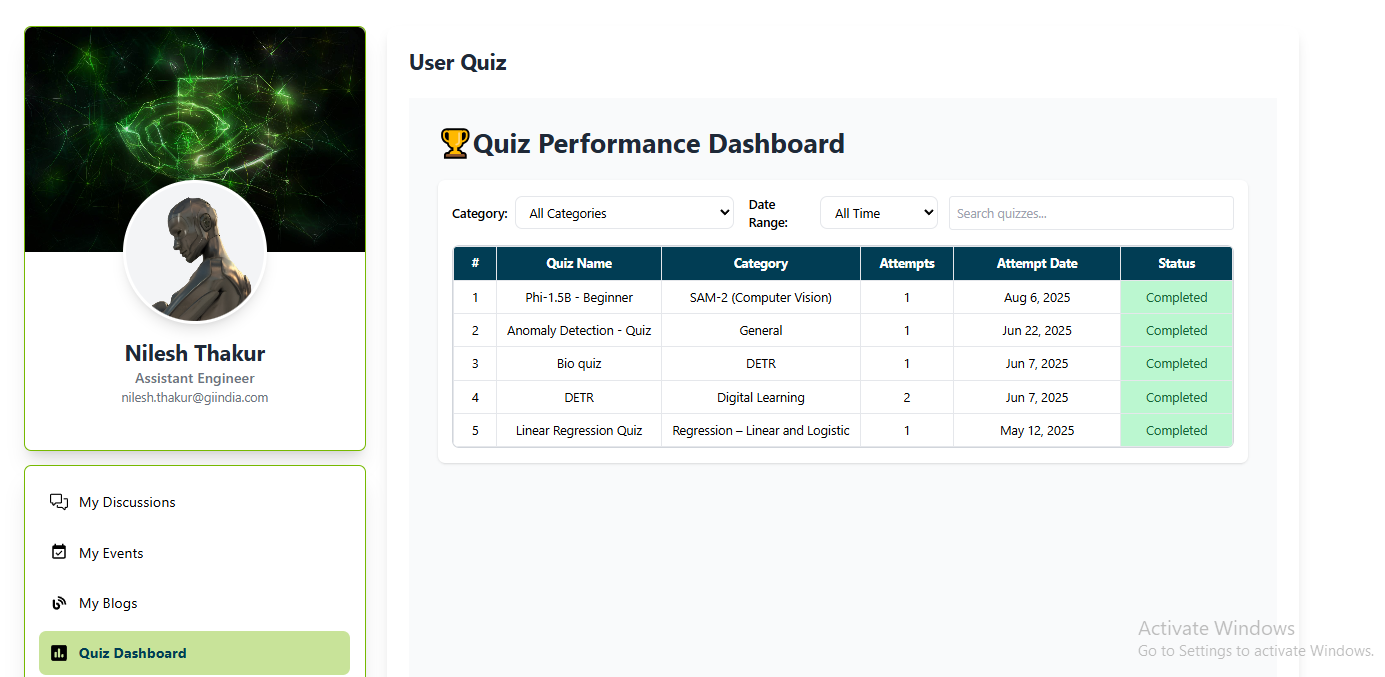 Nilesh Thakur
Assistant Engineer
nilesh.thakur@giindia.com
My Discussions
My Events
My Blogs
Quiz Dashboard
User Quiz
🏆Quiz Performance Dashboard
Category: All Categories Date Range: All Time Search quizzes...
# Quiz Name Category Attempts Attempt Date Status
1 Phi-1.5B - Beginner SAM-2 (Computer Vision) 1 Aug 6, 2025 Completed
2 Anomaly Detection - Quiz General 1 Jun 22, 2025 Completed
3 Bio quiz DETR 1 Jun 7, 2025 Completed
4 DETR Digital Learning 2 Jun 7, 2025 Completed
5 Linear Regression Quiz Regression – Linear and Logistic 1 May 12, 2025 Completed
Activate Windows
Go to Settings to activate Windows.